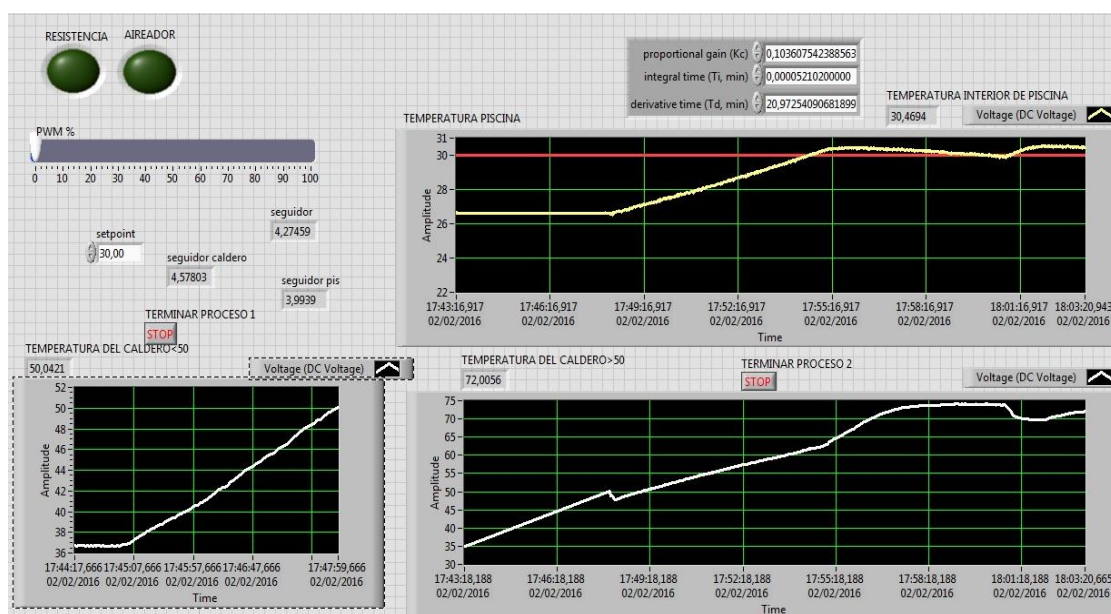 RESISTENCIA AIREADOR
proportional gain (Kc) 0,103607542388563
integral time (Ti, min) 0,00005210200000
derivative time (Td, min) 20,97254090681899
TEMPERATURA INTERIOR DE PISCINA
30,4694 Voltage (DC Voltage)
PWM %
0 10 20 30 40 50 60 70 80 90 100
setpoint
30,00
seguidor
4,27459
seguidor caldero
4,57803
seguidor pis
3,9939
TERMINAR PROCESO 1
STOP
TEMPERATURA PISCINA
31
30
28
26
24
22
Amplitude
17:43:16,917 17:46:16,917 17:49:16,917 17:52:16,917 17:55:16,917 17:58:16,917 18:01:16,917 18:03:20,943
02/02/2016 02/02/2016 02/02/2016 02/02/2016 02/02/2016 02/02/2016 02/02/2016 02/02/2016
Time
TEMPERATURA DEL CALDERO<50
50,0421 Voltage (DC Voltage)
52
50
48
46
44
42
40
38
36
Amplitude
17:44:17,666 17:45:07,666 17:45:57,666 17:46:47,666 17:47:59,666
02/02/2016 02/02/2016 02/02/2016 02/02/2016 02/02/2016
Time
TEMPERATURA DEL CALDERO>50
72,0056
TERMINAR PROCESO 2
STOP
Voltage (DC Voltage)
75
70
65
60
55
50
45
40
35
30
Amplitude
17:43:18,188 17:46:18,188 17:49:18,188 17:52:18,188 17:55:18,188 17:58:18,188 18:01:18,188 18:03:20,665
02/02/2016 02/02/2016 02/02/2016 02/02/2016 02/02/2016 02/02/2016 02/02/2016 02/02/2016
Time